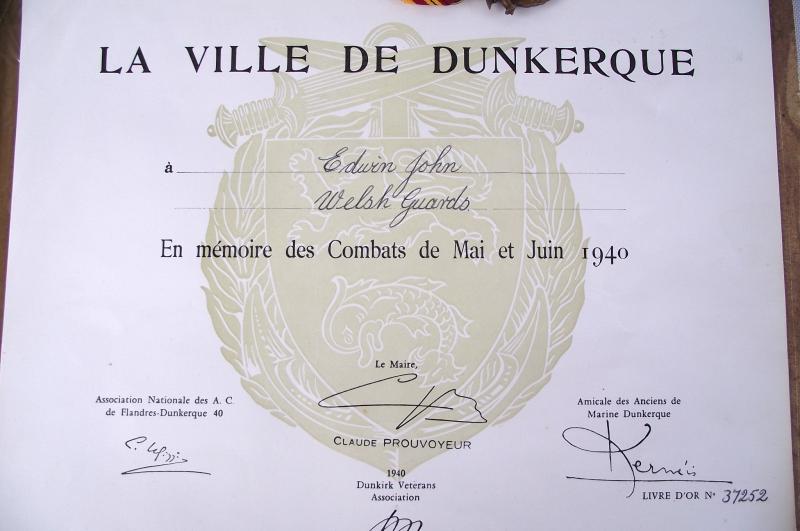 LA VILLE DE DUNKERQUE
à Edwin John
Welsh Guards
En mémoire des Combats de Mai et Juin 1940
Le Maire,
Association Nationale des A. C.
de Flandres-Dunkerque 40
Amicale des Anciens de
Marine Dunkerque
CLAUDE PROUVOYEUR
1940
Dunkirk Veterans
Association
LIVRE D'OR N° 37252